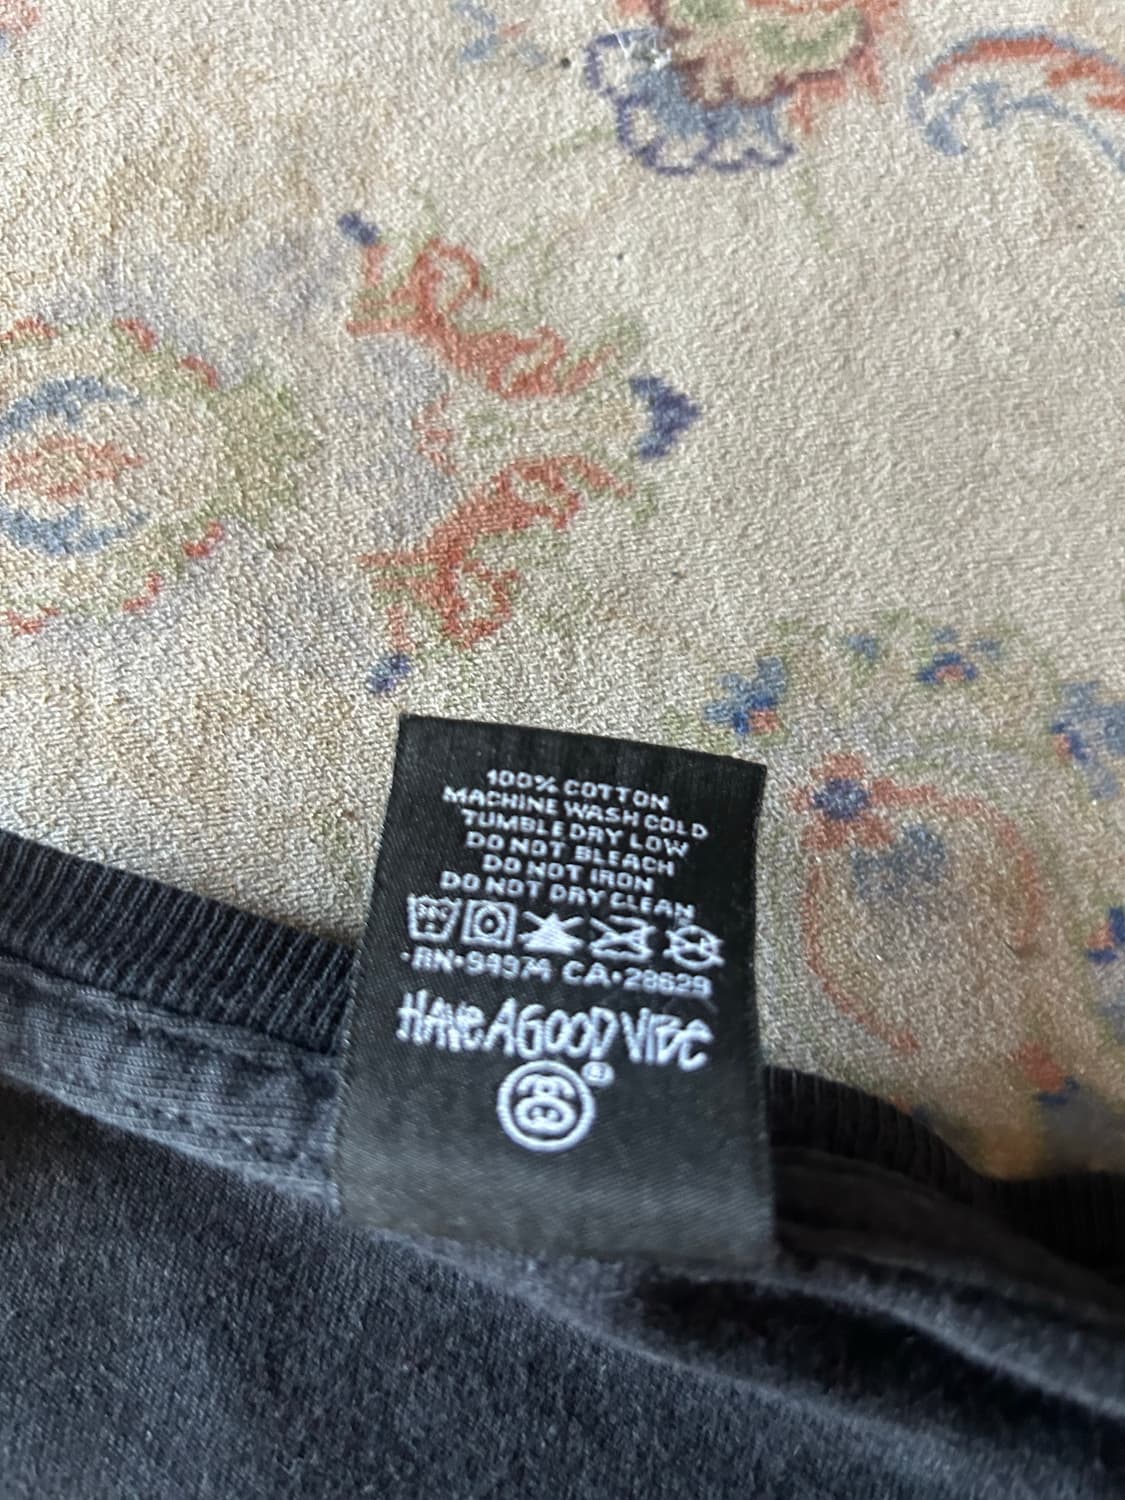 100% COTTON
MACHINE WASH COLD
TUMBLE DRY LOW
DO NOT BLEACH
DO NOT IRON
DO NOT DRY CLEAN
RN•94974 CA•28629
HAVE A GOOD VIBE
®